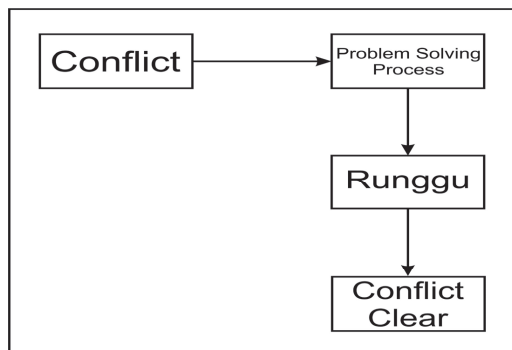 Conflict
Problem Solving
Process
Runggu
Conflict
Clear